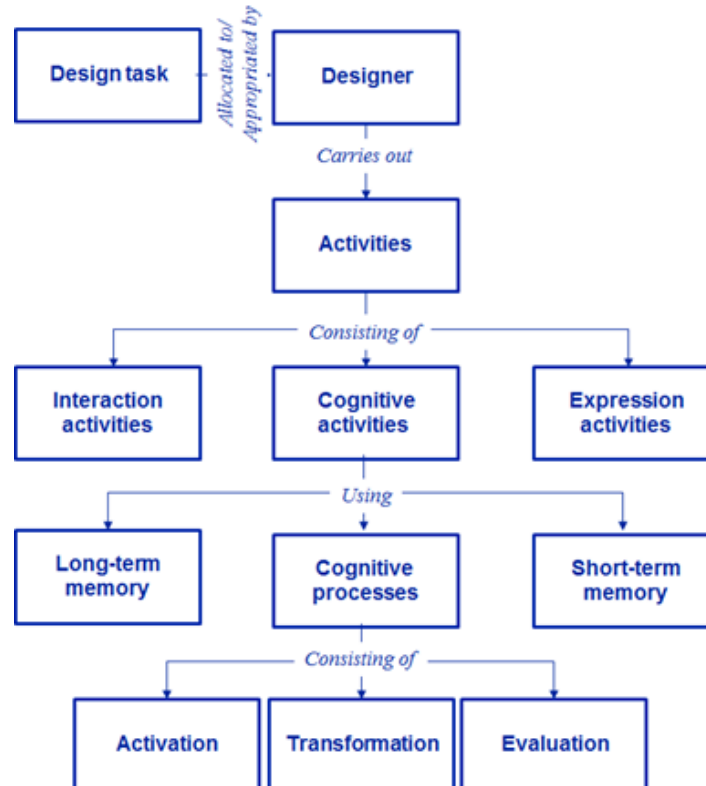 Design task
Allocated to/
Appropriated by
Designer
Carries out
Activities
Consisting of
Interaction
activities
Cognitive
activities
Expression
activities
Using
Long-term
memory
Cognitive
processes
Short-term
memory
Consisting of
Activation
Transformation
Evaluation